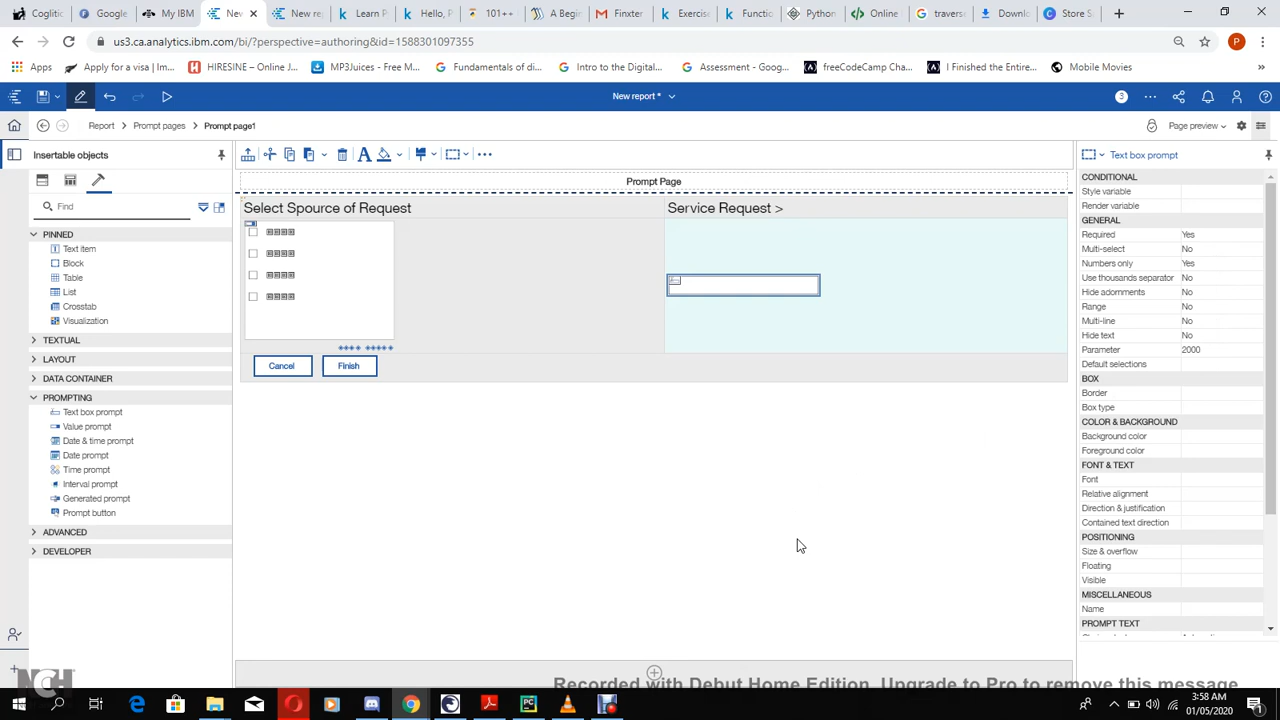 Coglitic
Google
My IBM
New
New rep
Learn P
Hello, P
101++
A Begin
Finxter
Exercise
Functio
Python
Online
travers
Downlo
Store S
us3.ca.analytics.ibm.com/bi/?perspective=authoring&id=1588301097355
Apps
Apply for a visa | Im...
HIRESINE – Online J...
MP3Juices - Free M...
Fundamentals of di...
Intro to the Digital...
Assessment - Goog...
freeCodeCamp Cha...
I Finished the Entire...
Mobile Movies
New report *
3
Report
Prompt pages
Prompt page1
Page preview
Insertable objects
Text box prompt
Find
PINNED
Text item
Block
Table
List
Crosstab
Visualization
TEXTUAL
LAYOUT
DATA CONTAINER
PROMPTING
Text box prompt
Value prompt
Date & time prompt
Date prompt
Time prompt
Interval prompt
Generated prompt
Prompt button
ADVANCED
DEVELOPER
Prompt Page
Select Spource of Request
Service Request >
Cancel
Finish
CONDITIONAL
Style variable
Render variable
GENERAL
Required Yes
Multi-select No
Numbers only Yes
Use thousands separator No
Hide adornments No
Range No
Multi-line No
Hide text No
Parameter 2000
Default selections
BOX
Border
Box type
COLOR & BACKGROUND
Background color
Foreground color
FONT & TEXT
Font
Relative alignment
Direction & justification
Contained text direction
POSITIONING
Size & overflow
Floating
Visible
MISCELLANEOUS
Name
PROMPT TEXT
NCH
Recorded with Debut Home Edition. Upgrade to Pro to remove this message
3:58 AM
01/05/2020